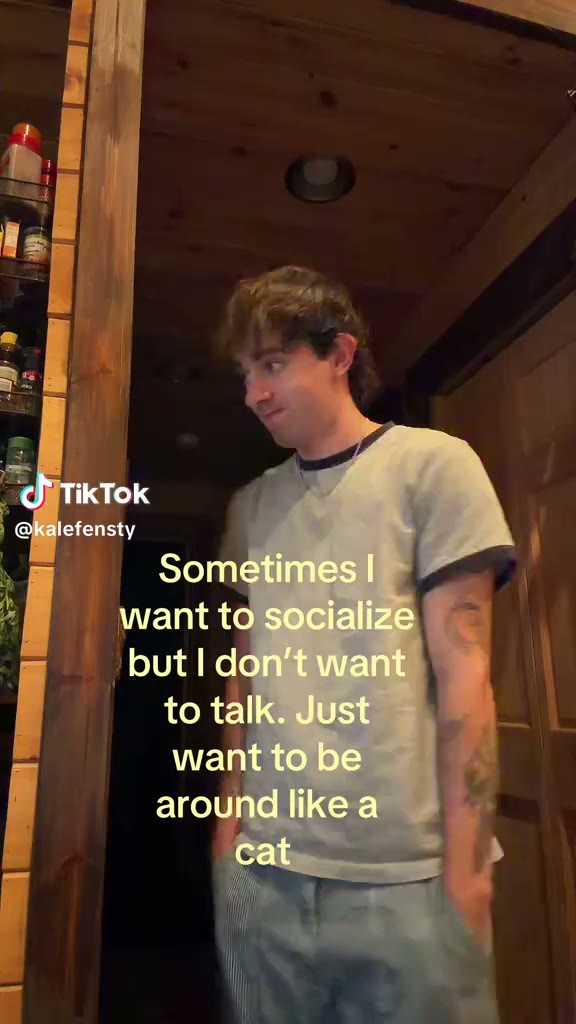 TikTok
@kalefensty
Sometimes I
want to socialize
but I don’t want
to talk. Just
want to be
around like a
cat